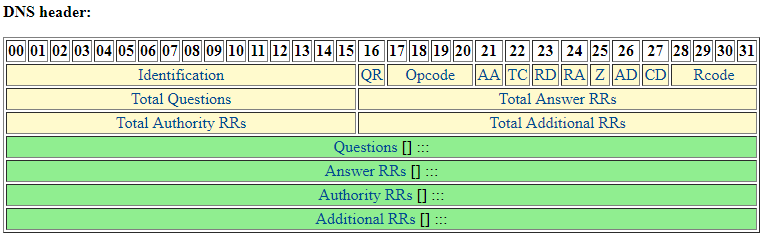 DNS header:
00 01 02 03 04 05 06 07 08 09 10 11 12 13 14 15 16 17 18 19 20 21 22 23 24 25 26 27 28 29 30 31
Identification QR Opcode AA TC RD RA Z AD CD Rcode
Total Questions Total Answer RRs
Total Authority RRs Total Additional RRs
Questions [] :::
Answer RRs [] :::
Authority RRs [] :::
Additional RRs [] :::